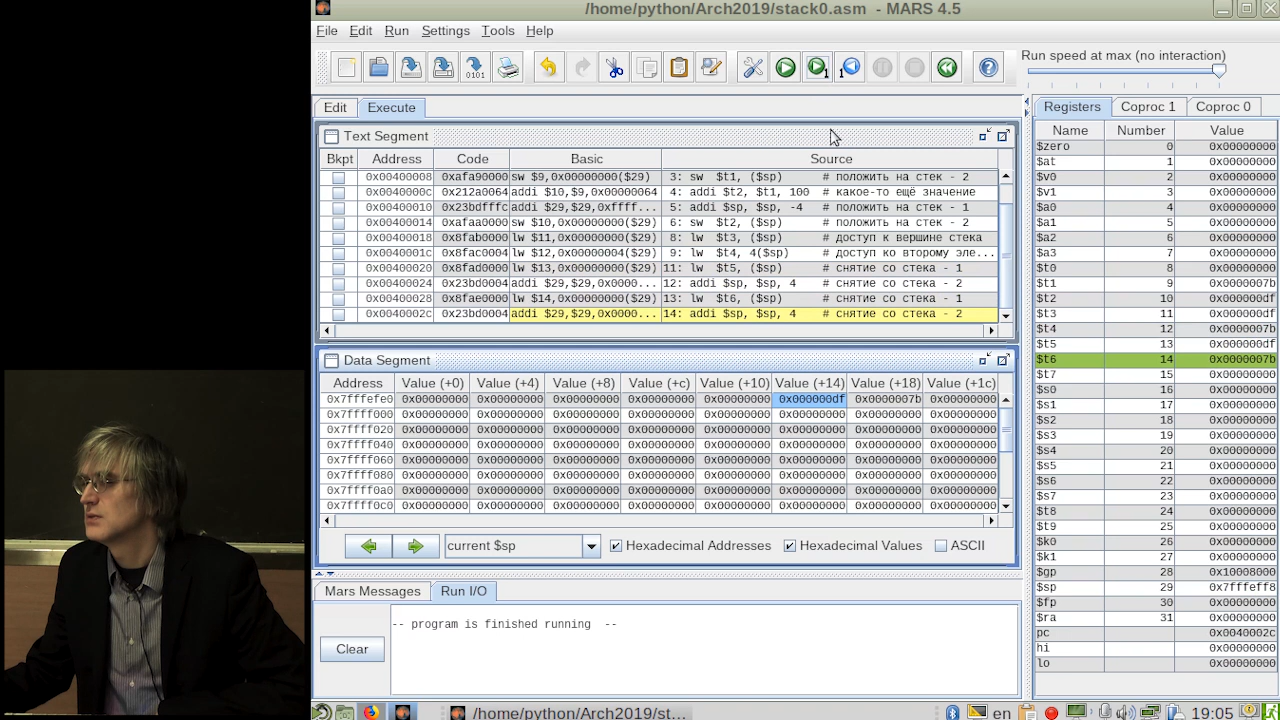 /home/python/Arch2019/stack0.asm - MARS 4.5
File Edit Run Settings Tools Help
Run speed at max (no interaction)
Edit Execute
Registers Coproc 1 Coproc 0
Text Segment
Bkpt Address Code Basic Source
0x00400008 0xafa90000 sw $9,0x00000000($29) 3: sw $t1, ($sp) # положить на стек - 2
0x0040000c 0x212a0064 addi $10,$9,0x00000064 4: addi $t2, $t1, 100 # какое-то ещё значение
0x00400010 0x23bdfffc addi $29,$29,0xffff... 5: addi $sp, $sp, -4 # положить на стек - 1
0x00400014 0xafaa0000 sw $10,0x00000000($29) 6: sw $t2, ($sp) # положить на стек - 2
0x00400018 0x8fab0000 lw $11,0x00000000($29) 8: lw $t3, ($sp) # доступ к вершине стека
0x0040001c 0x8fac0004 lw $12,0x00000004($29) 9: lw $t4, 4($sp) # доступ ко второму эле...
0x00400020 0x8fad0000 lw $13,0x00000000($29) 11: lw $t5, ($sp) # снятие со стека - 1
0x00400024 0x23bd0004 addi $29,$29,0x0000... 12: addi $sp, $sp, 4 # снятие со стека - 2
0x00400028 0x8fae0000 lw $14,0x00000000($29) 13: lw $t6, ($sp) # снятие со стека - 1
0x0040002c 0x23bd0004 addi $29,$29,0x0000... 14: addi $sp, $sp, 4 # снятие со стека - 2
Data Segment
Address Value (+0) Value (+4) Value (+8) Value (+c) Value (+10) Value (+14) Value (+18) Value (+1c)
0x7fffefe0 0x00000000 0x00000000 0x00000000 0x00000000 0x00000000 0x000000df 0x0000007b 0x00000000
0x7ffff000 0x00000000 0x00000000 0x00000000 0x00000000 0x00000000 0x00000000 0x00000000 0x00000000
0x7ffff020 0x00000000 0x00000000 0x00000000 0x00000000 0x00000000 0x00000000 0x00000000 0x00000000
0x7ffff040 0x00000000 0x00000000 0x00000000 0x00000000 0x00000000 0x00000000 0x00000000 0x00000000
0x7ffff060 0x00000000 0x00000000 0x00000000 0x00000000 0x00000000 0x00000000 0x00000000 0x00000000
0x7ffff080 0x00000000 0x00000000 0x00000000 0x00000000 0x00000000 0x00000000 0x00000000 0x00000000
0x7ffff0a0 0x00000000 0x00000000 0x00000000 0x00000000 0x00000000 0x00000000 0x00000000 0x00000000
0x7ffff0c0 0x00000000 0x00000000 0x00000000 0x00000000 0x00000000 0x00000000 0x00000000 0x00000000
current $sp Hexadecimal Addresses Hexadecimal Values ASCII
Mars Messages Run I/O
-- program is finished running --
Clear
Name Number Value
$zero 0 0x00000000
$at 1 0x00000000
$v0 2 0x00000000
$v1 3 0x00000000
$a0 4 0x00000000
$a1 5 0x00000000
$a2 6 0x00000000
$a3 7 0x00000000
$t0 8 0x00000000
$t1 9 0x0000007b
$t2 10 0x000000df
$t3 11 0x000000df
$t4 12 0x0000007b
$t5 13 0x000000df
$t6 14 0x0000007b
$t7 15 0x00000000
$s0 16 0x00000000
$s1 17 0x00000000
$s2 18 0x00000000
$s3 19 0x00000000
$s4 20 0x00000000
$s5 21 0x00000000
$s6 22 0x00000000
$s7 23 0x00000000
$t8 24 0x00000000
$t9 25 0x00000000
$k0 26 0x00000000
$k1 27 0x00000000
$gp 28 0x10008000
$sp 29 0x7fffeff8
$fp 30 0x00000000
$ra 31 0x00000000
pc 0x0040002c
hi 0x00000000
lo 0x00000000
/home/python/Arch2019/st... en 19:05